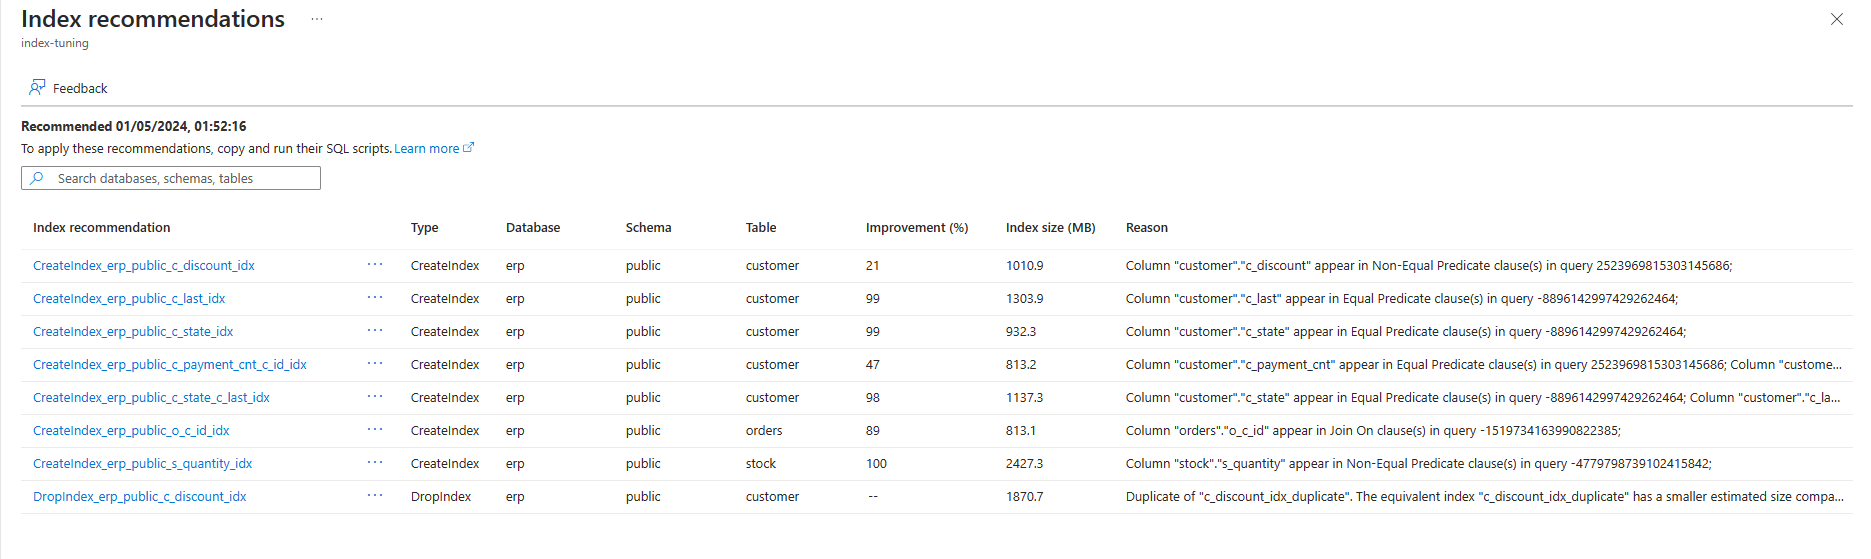 Index recommendations ...
index-tuning
Feedback
Recommended 01/05/2024, 01:52:16
To apply these recommendations, copy and run their SQL scripts. Learn more
Search databases, schemas, tables
Index recommendation Type Database Schema Table Improvement (%) Index size (MB) Reason
CreateIndex_erp_public_c_discount_idx ... CreateIndex erp public customer 21 1010.9 Column "customer"."c_discount" appear in Non-Equal Predicate clause(s) in query 2523969815303145686;
CreateIndex_erp_public_c_last_idx ... CreateIndex erp public customer 99 1303.9 Column "customer"."c_last" appear in Equal Predicate clause(s) in query -8896142997429262464;
CreateIndex_erp_public_c_state_idx ... CreateIndex erp public customer 99 932.3 Column "customer"."c_state" appear in Equal Predicate clause(s) in query -8896142997429262464;
CreateIndex_erp_public_c_payment_cnt_c_id_idx ... CreateIndex erp public customer 47 813.2 Column "customer"."c_payment_cnt" appear in Equal Predicate clause(s) in query 2523969815303145686; Column "custome...
CreateIndex_erp_public_c_state_c_last_idx ... CreateIndex erp public customer 98 1137.3 Column "customer"."c_state" appear in Equal Predicate clause(s) in query -8896142997429262464; Column "customer"."c_la...
CreateIndex_erp_public_o_c_id_idx ... CreateIndex erp public orders 89 813.1 Column "orders"."o_c_id" appear in Join On clause(s) in query -1519734163990822385;
CreateIndex_erp_public_s_quantity_idx ... CreateIndex erp public stock 100 2427.3 Column "stock"."s_quantity" appear in Non-Equal Predicate clause(s) in query -4779798739102415842;
DropIndex_erp_public_c_discount_idx ... DropIndex erp public customer -- 1870.7 Duplicate of "c_discount_idx_duplicate". The equivalent index "c_discount_idx_duplicate" has a smaller estimated size compa...